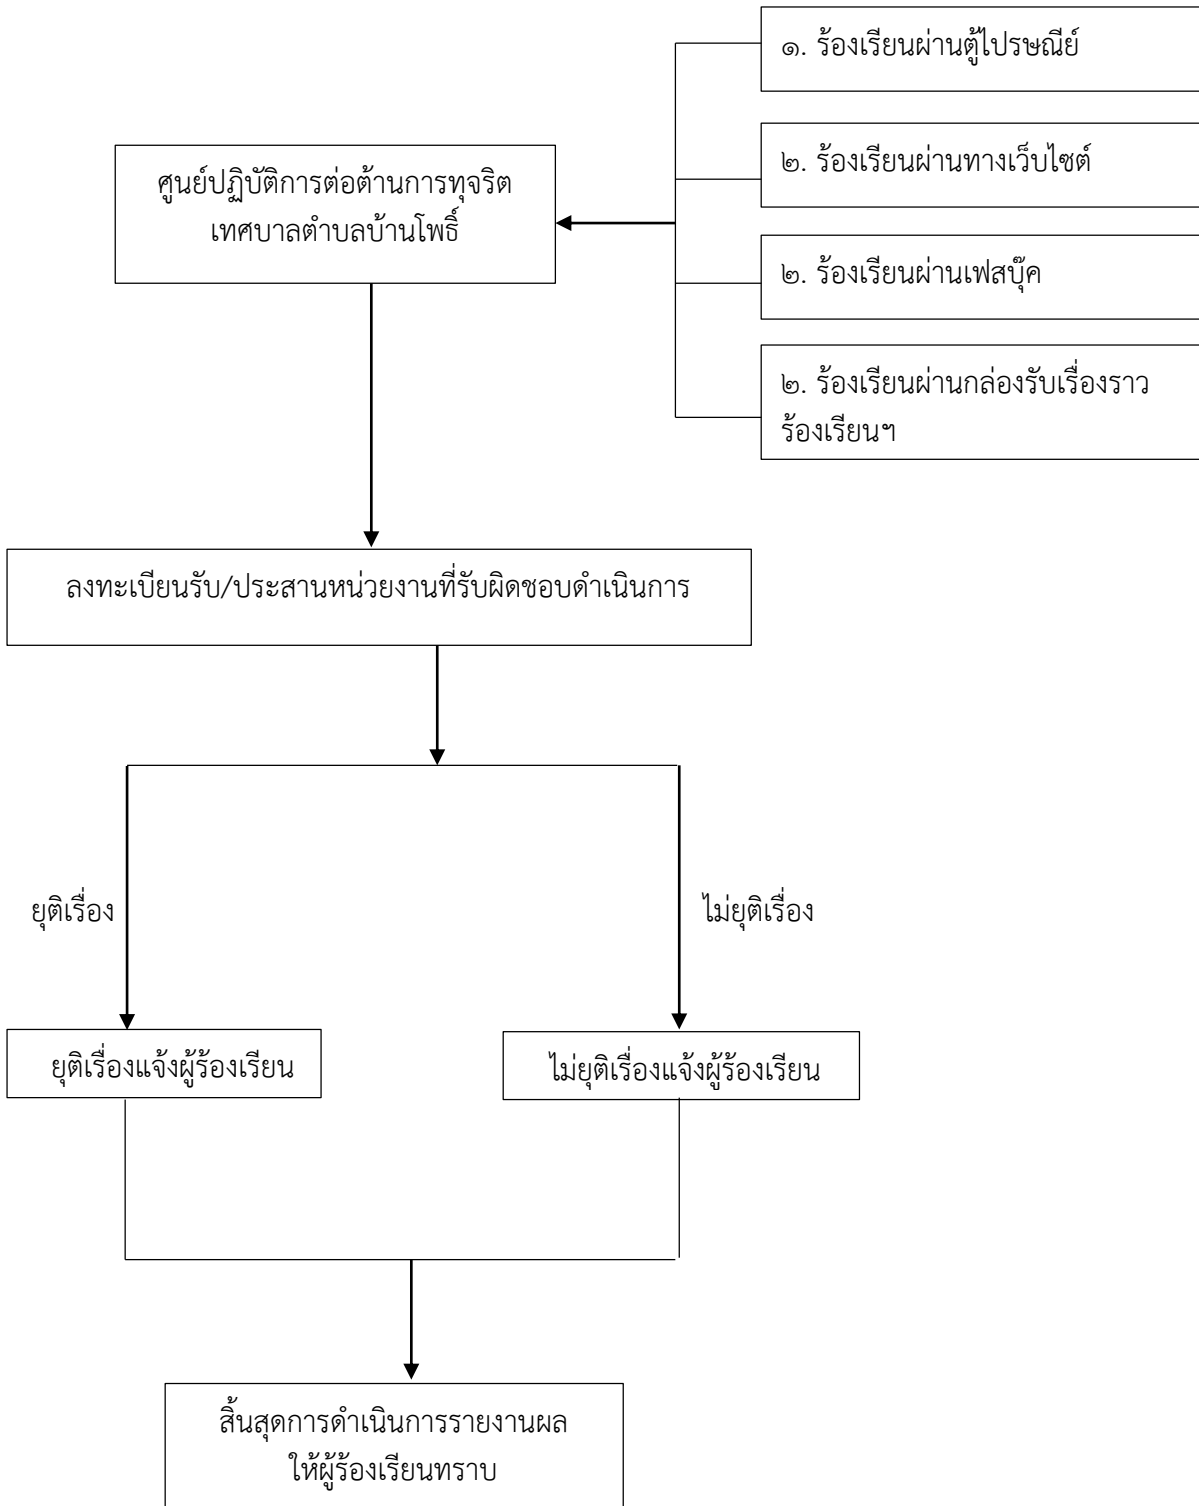 ๑. ร้องเรียนผ่านตู้ไปรษณีย์
ศูนย์ปฏิบัติการต่อต้านการทุจริต
เทศบาลตำบลบ้านโพธิ์
๒. ร้องเรียนผ่านทางเว็บไซต์
๒. ร้องเรียนผ่านเฟสบุ๊ค
๒. ร้องเรียนผ่านกล่องรับเรื่องราว
ร้องเรียนฯ
ลงทะเบียนรับ/ประสานหน่วยงานที่รับผิดชอบดำเนินการ
ยุติเรื่อง
ไม่ยุติเรื่อง
ยุติเรื่องแจ้งผู้ร้องเรียน
ไม่ยุติเรื่องแจ้งผู้ร้องเรียน
สิ้นสุดการดำเนินการรายงานผล
ให้ผู้ร้องเรียนทราบ